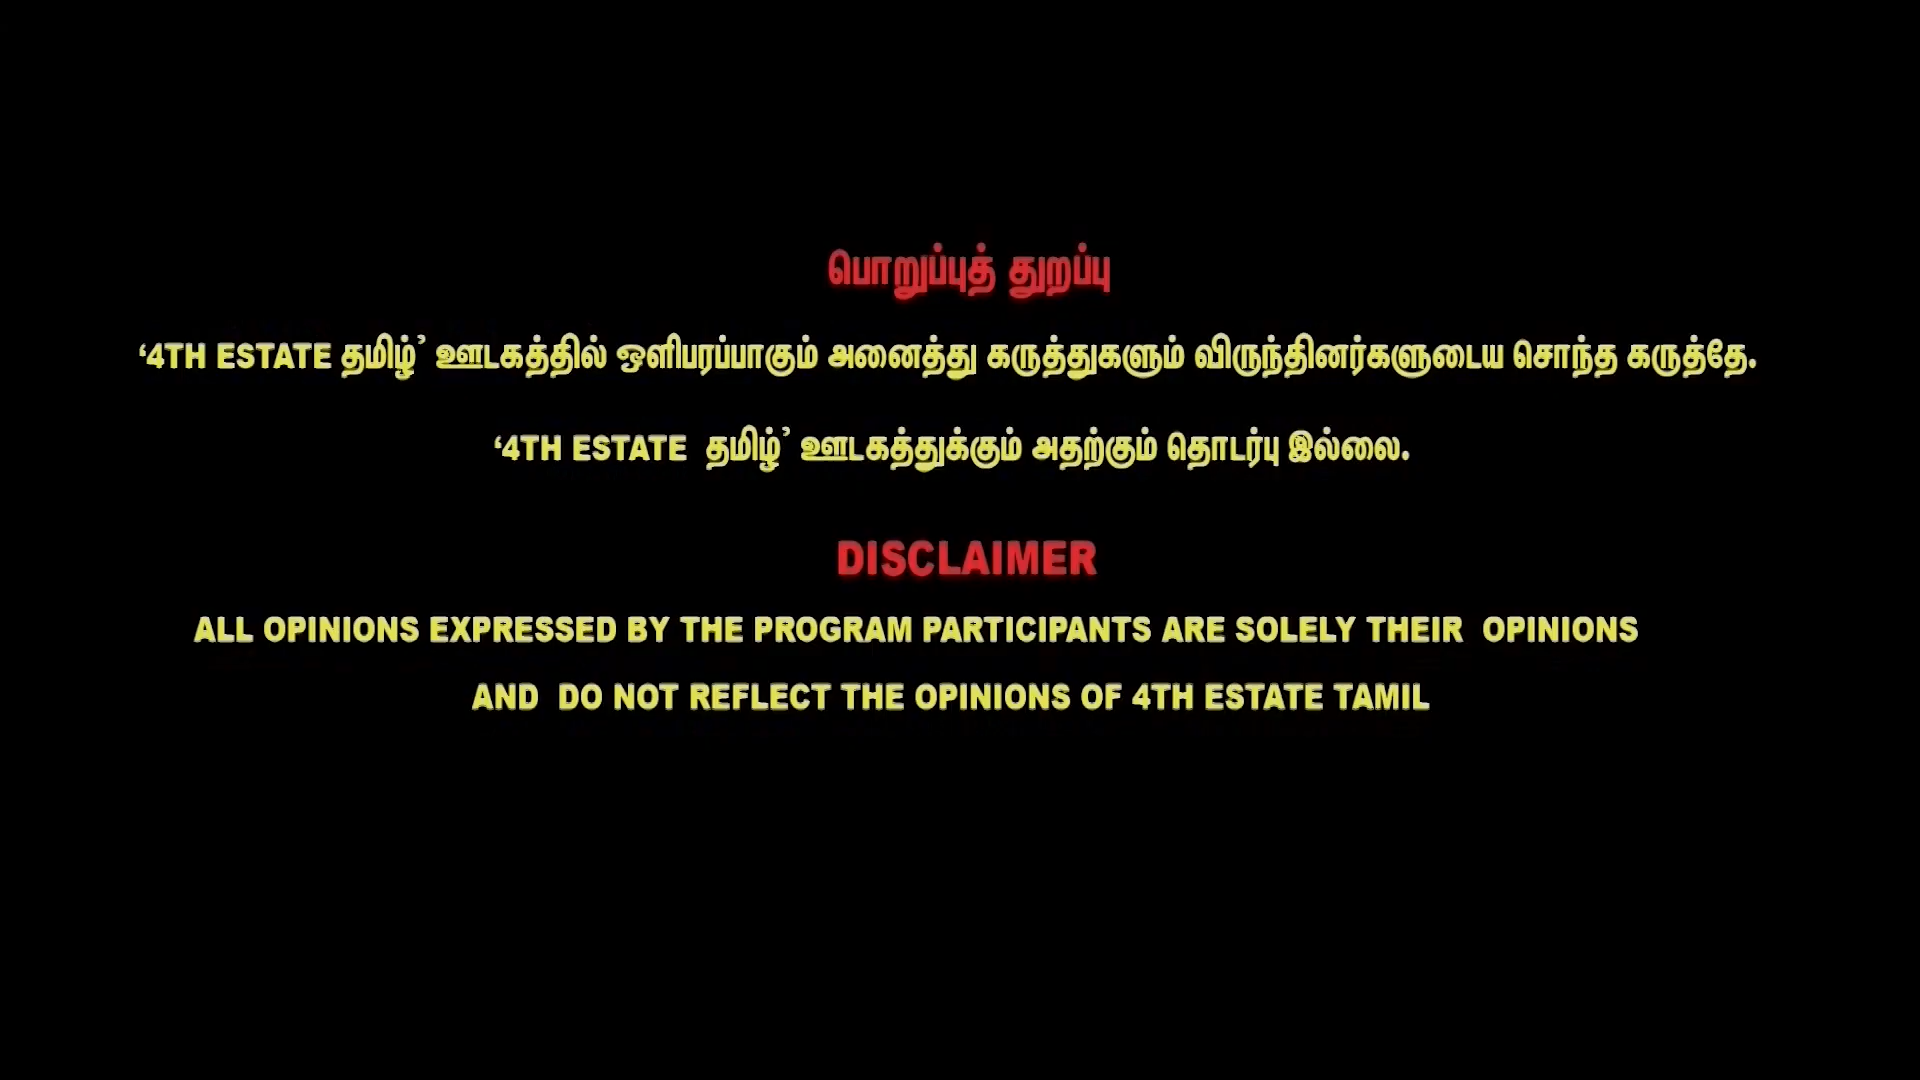 பொறுப்புத் துறப்பு
‘4TH ESTATE தமிழ்’ ஊடகத்தில் ஒளிபரப்பாகும் அனைத்து கருத்துகளும் விருந்தினர்களுடைய சொந்த கருத்தே.
‘4TH ESTATE தமிழ்’ ஊடகத்துக்கும் அதற்கும் தொடர்பு இல்லை.
DISCLAIMER
ALL OPINIONS EXPRESSED BY THE PROGRAM PARTICIPANTS ARE SOLELY THEIR OPINIONS
AND DO NOT REFLECT THE OPINIONS OF 4TH ESTATE TAMIL